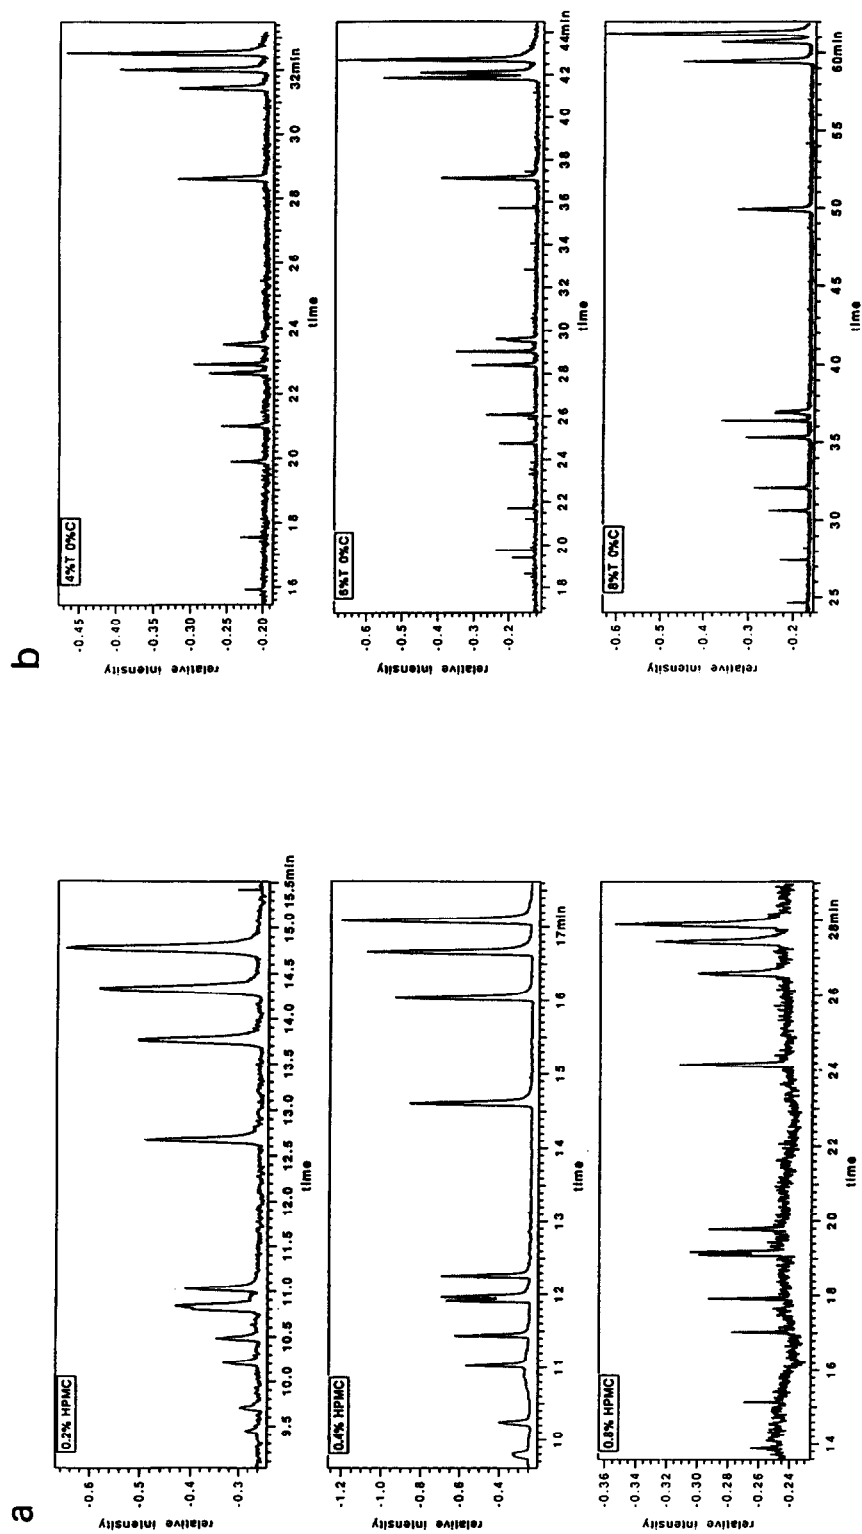 a
0.2% HPMC
relative intensity
-0.6
-0.5
-0.4
-0.3
9.5 10.0 10.5 11.0 11.5 12.0 12.5 13.0 13.5 14.0 14.5 15.0 15.5min
time
0.4% HPMC
relative intensity
-1.2
-1.0
-0.8
-0.6
-0.4
10 11 12 13 14 15 16 17min
time
0.8% HPMC
relative intensity
-0.36
-0.34
-0.32
-0.30
-0.28
-0.26
-0.24
14 16 18 20 22 24 26 28min
time
b
4%T 0%C
relative intensity
-0.45
-0.40
-0.35
-0.30
-0.25
-0.20
16 18 20 22 24 26 28 30 32min
time
6%T 0%C
relative intensity
-0.6
-0.5
-0.4
-0.3
-0.2
18 20 22 24 26 28 30 32 34 36 38 40 42 44min
time
8%T 0%C
relative intensity
-0.6
-0.5
-0.4
-0.3
-0.2
25 30 35 40 45 50 55 60min
time